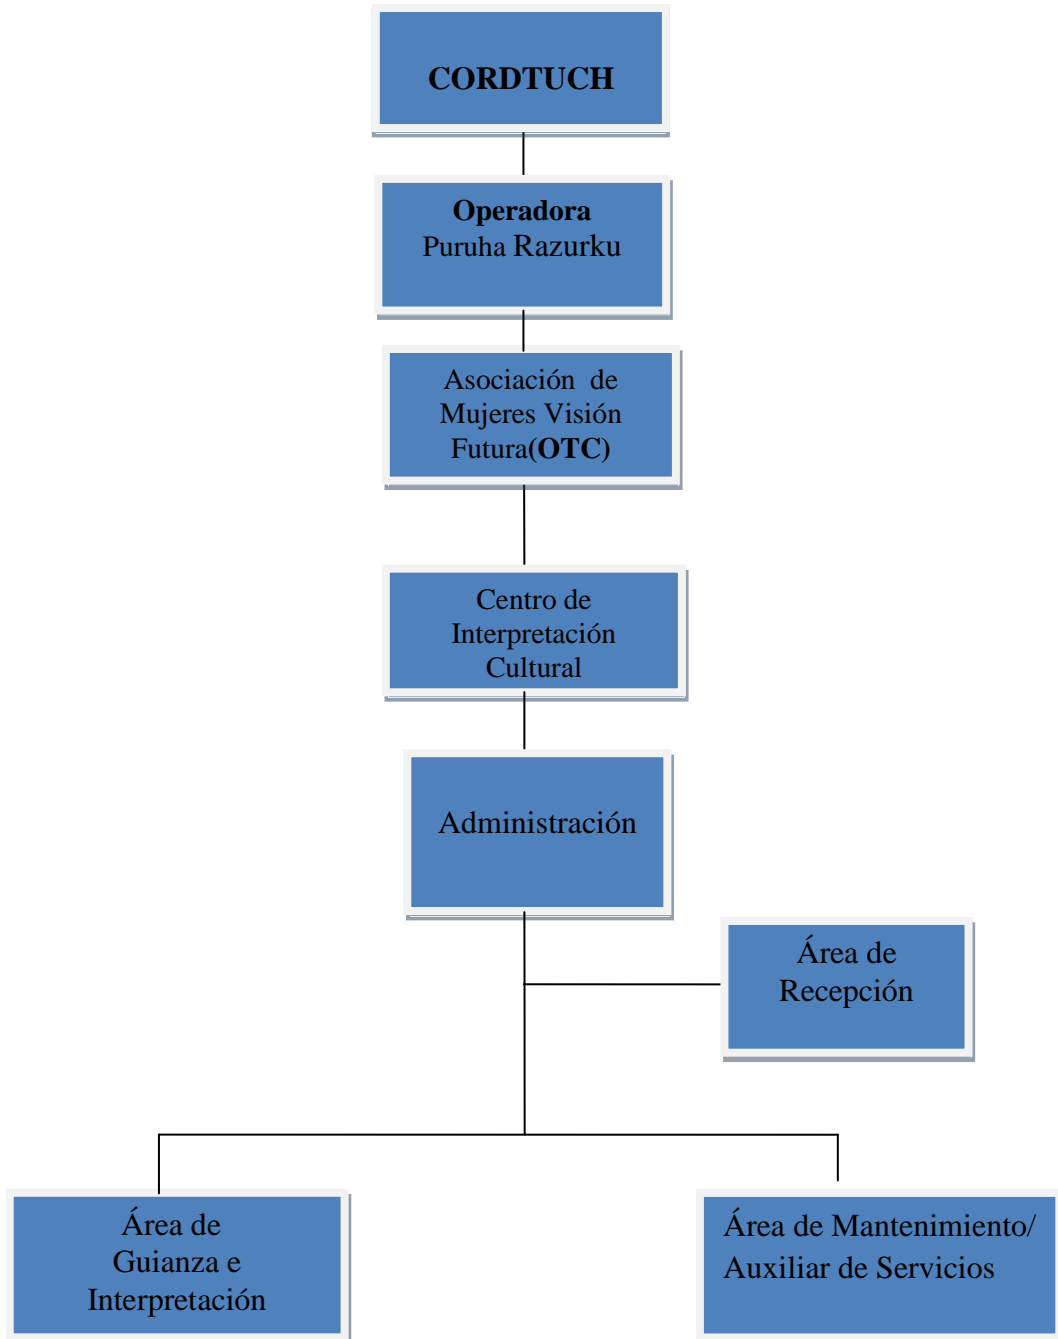 CORDTUCH
Operadora
Puruha Razurku
Asociación  de
Mujeres Visión
Futura(OTC)
Centro de
Interpretación
Cultural
Administración
Área de
Recepción
Área de
Guianza e
Interpretación
Área de Mantenimiento/
Auxiliar de Servicios